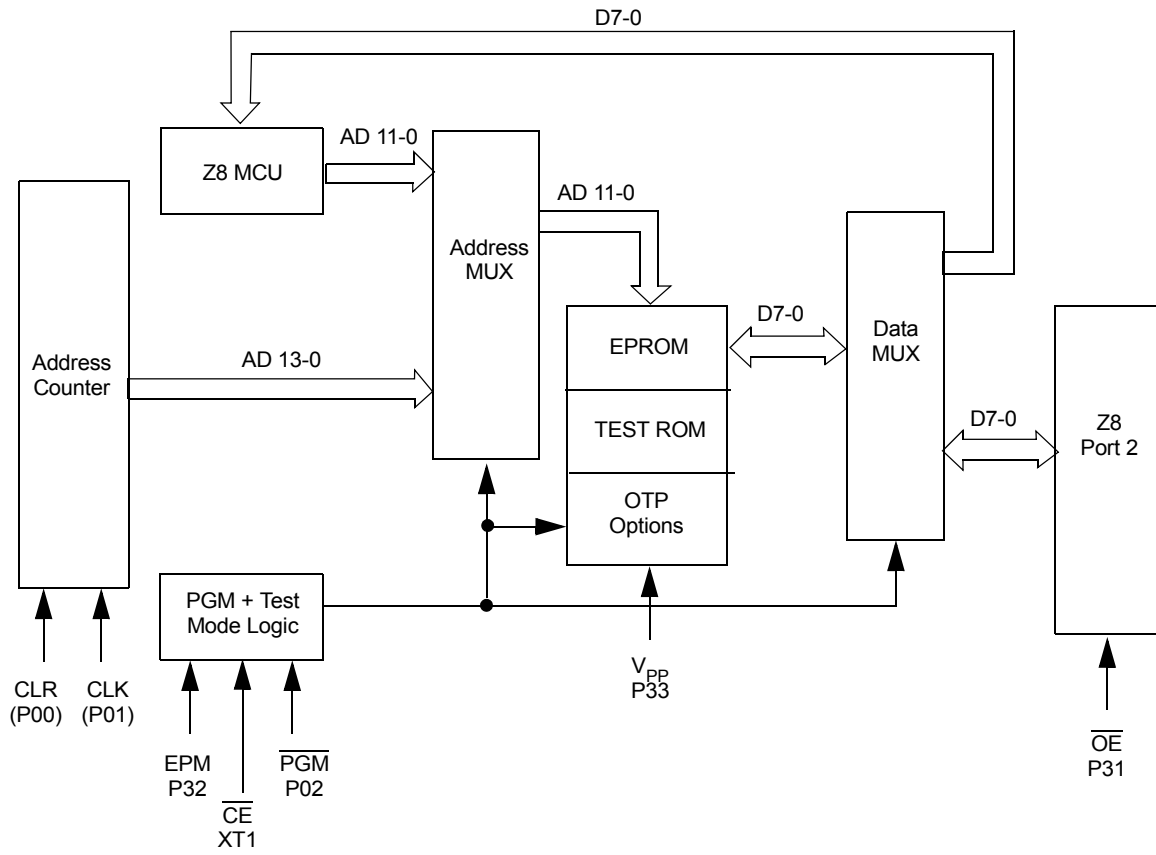 D7-0
Z8 MCU
AD 11-0
Address
MUX
AD 11-0
Address
Counter
AD 13-0
EPROM
TEST ROM
OTP
Options
D7-0
Data
MUX
D7-0
Z8
Port 2
PGM + Test
Mode Logic
CLR
(P00)
CLK
(P01)
EPM
P32
CE
XT1
PGM
P02
VPP
P33
OE
P31